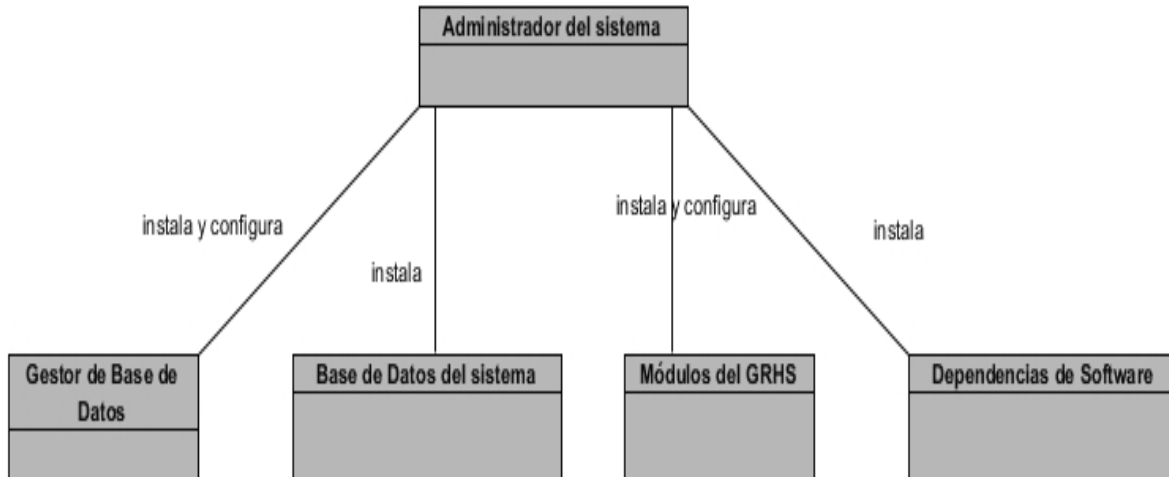 Administrador del sistema
instala y configura
instala
instala y configura
instala
Gestor de Base de
Datos
Base de Datos del sistema
Módulos del GRHS
Dependencias de Software